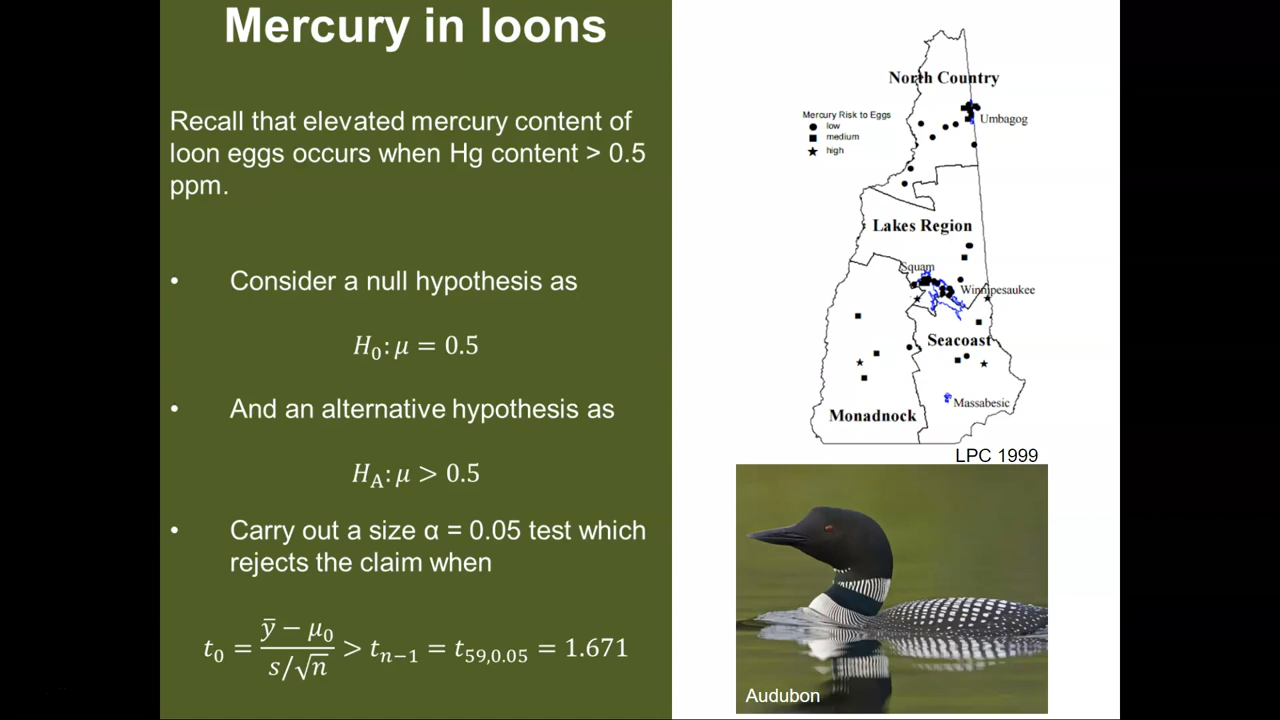 Mercury in loons
Recall that elevated mercury content of
loon eggs occurs when Hg content > 0.5
ppm.
• Consider a null hypothesis as
H₀: μ = 0.5
• And an alternative hypothesis as
H_A: μ > 0.5
• Carry out a size α = 0.05 test which
rejects the claim when
t₀ = (ȳ − μ₀)/(s/√n) > t_{n−1} = t_{59,0.05} = 1.671
North Country
Mercury Risk to Eggs
low
medium
high
Umbagog
Lakes Region
Squam
Winnipesaukee
Seacoast
Massabesic
Monadnock
LPC 1999
Audubon